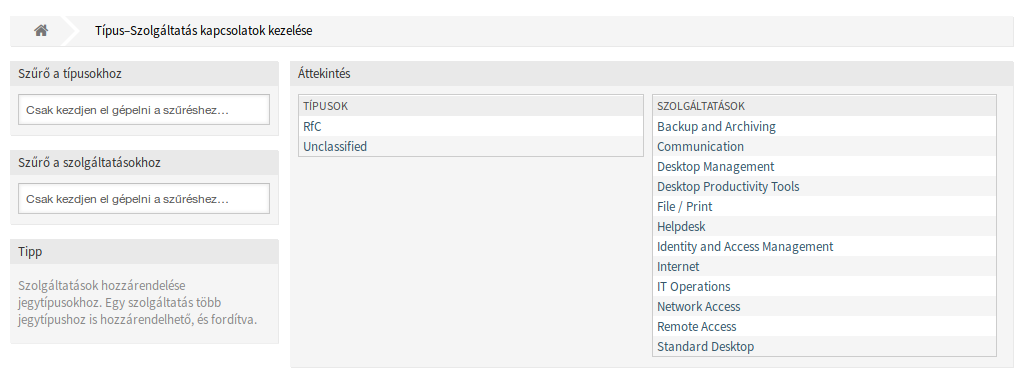 Típus–Szolgáltatás kapcsolatok kezelése
Szűrő a típusokhoz
Csak kezdjen el gépelni a szűréshez...
Szűrő a szolgáltatásokhoz
Csak kezdjen el gépelni a szűréshez...
Tipp
Szolgáltatások hozzárendelése
jegytípusokhoz. Egy szolgáltatás több
jegytípushoz is hozzárendelhető, és fordítva.
Áttekintés
TÍPUSOK
RfC
Unclassified
SZOLGÁLTATÁSOK
Backup and Archiving
Communication
Desktop Management
Desktop Productivity Tools
File / Print
Helpdesk
Identity and Access Management
Internet
IT Operations
Network Access
Remote Access
Standard Desktop